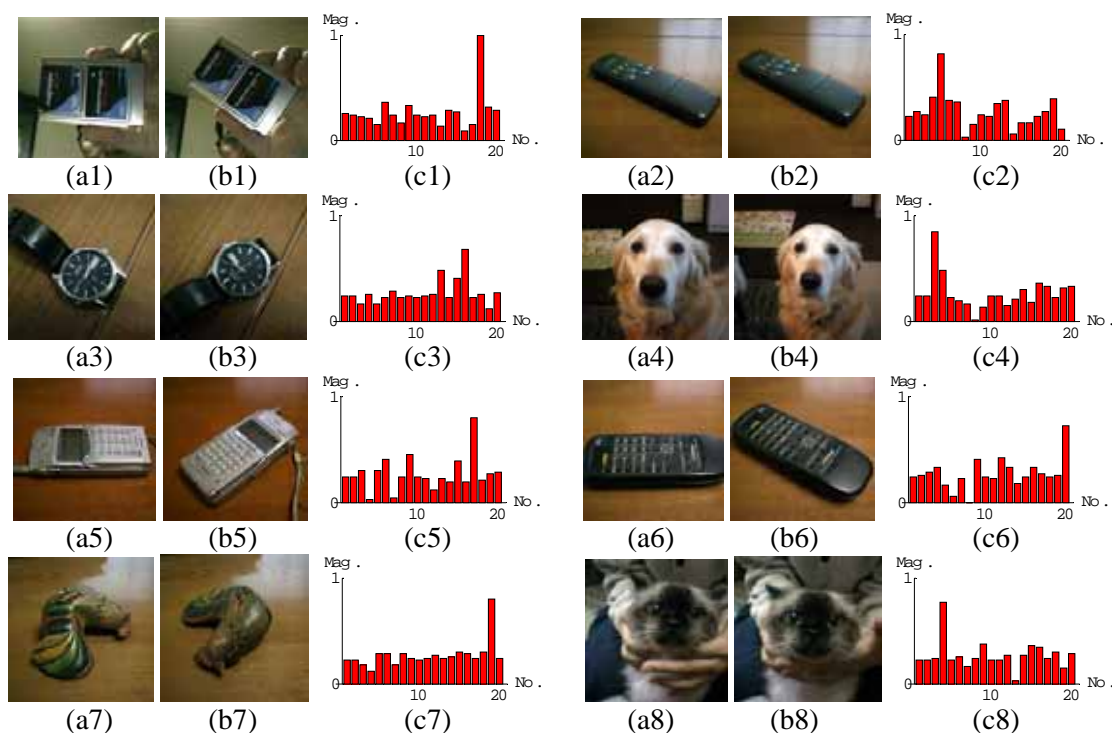 Mag.
1
0
10
20
No.
(a1) (b1) (c1)
Mag.
1
0
10
20
No.
(a2) (b2) (c2)
Mag.
1
0
10
20
No.
(a3) (b3) (c3)
Mag.
1
0
10
20
No.
(a4) (b4) (c4)
Mag.
1
0
10
20
No.
(a5) (b5) (c5)
Mag.
1
0
10
20
No.
(a6) (b6) (c6)
Mag.
1
0
10
20
No.
(a7) (b7) (c7)
Mag.
1
0
10
20
No.
(a8) (b8) (c8)